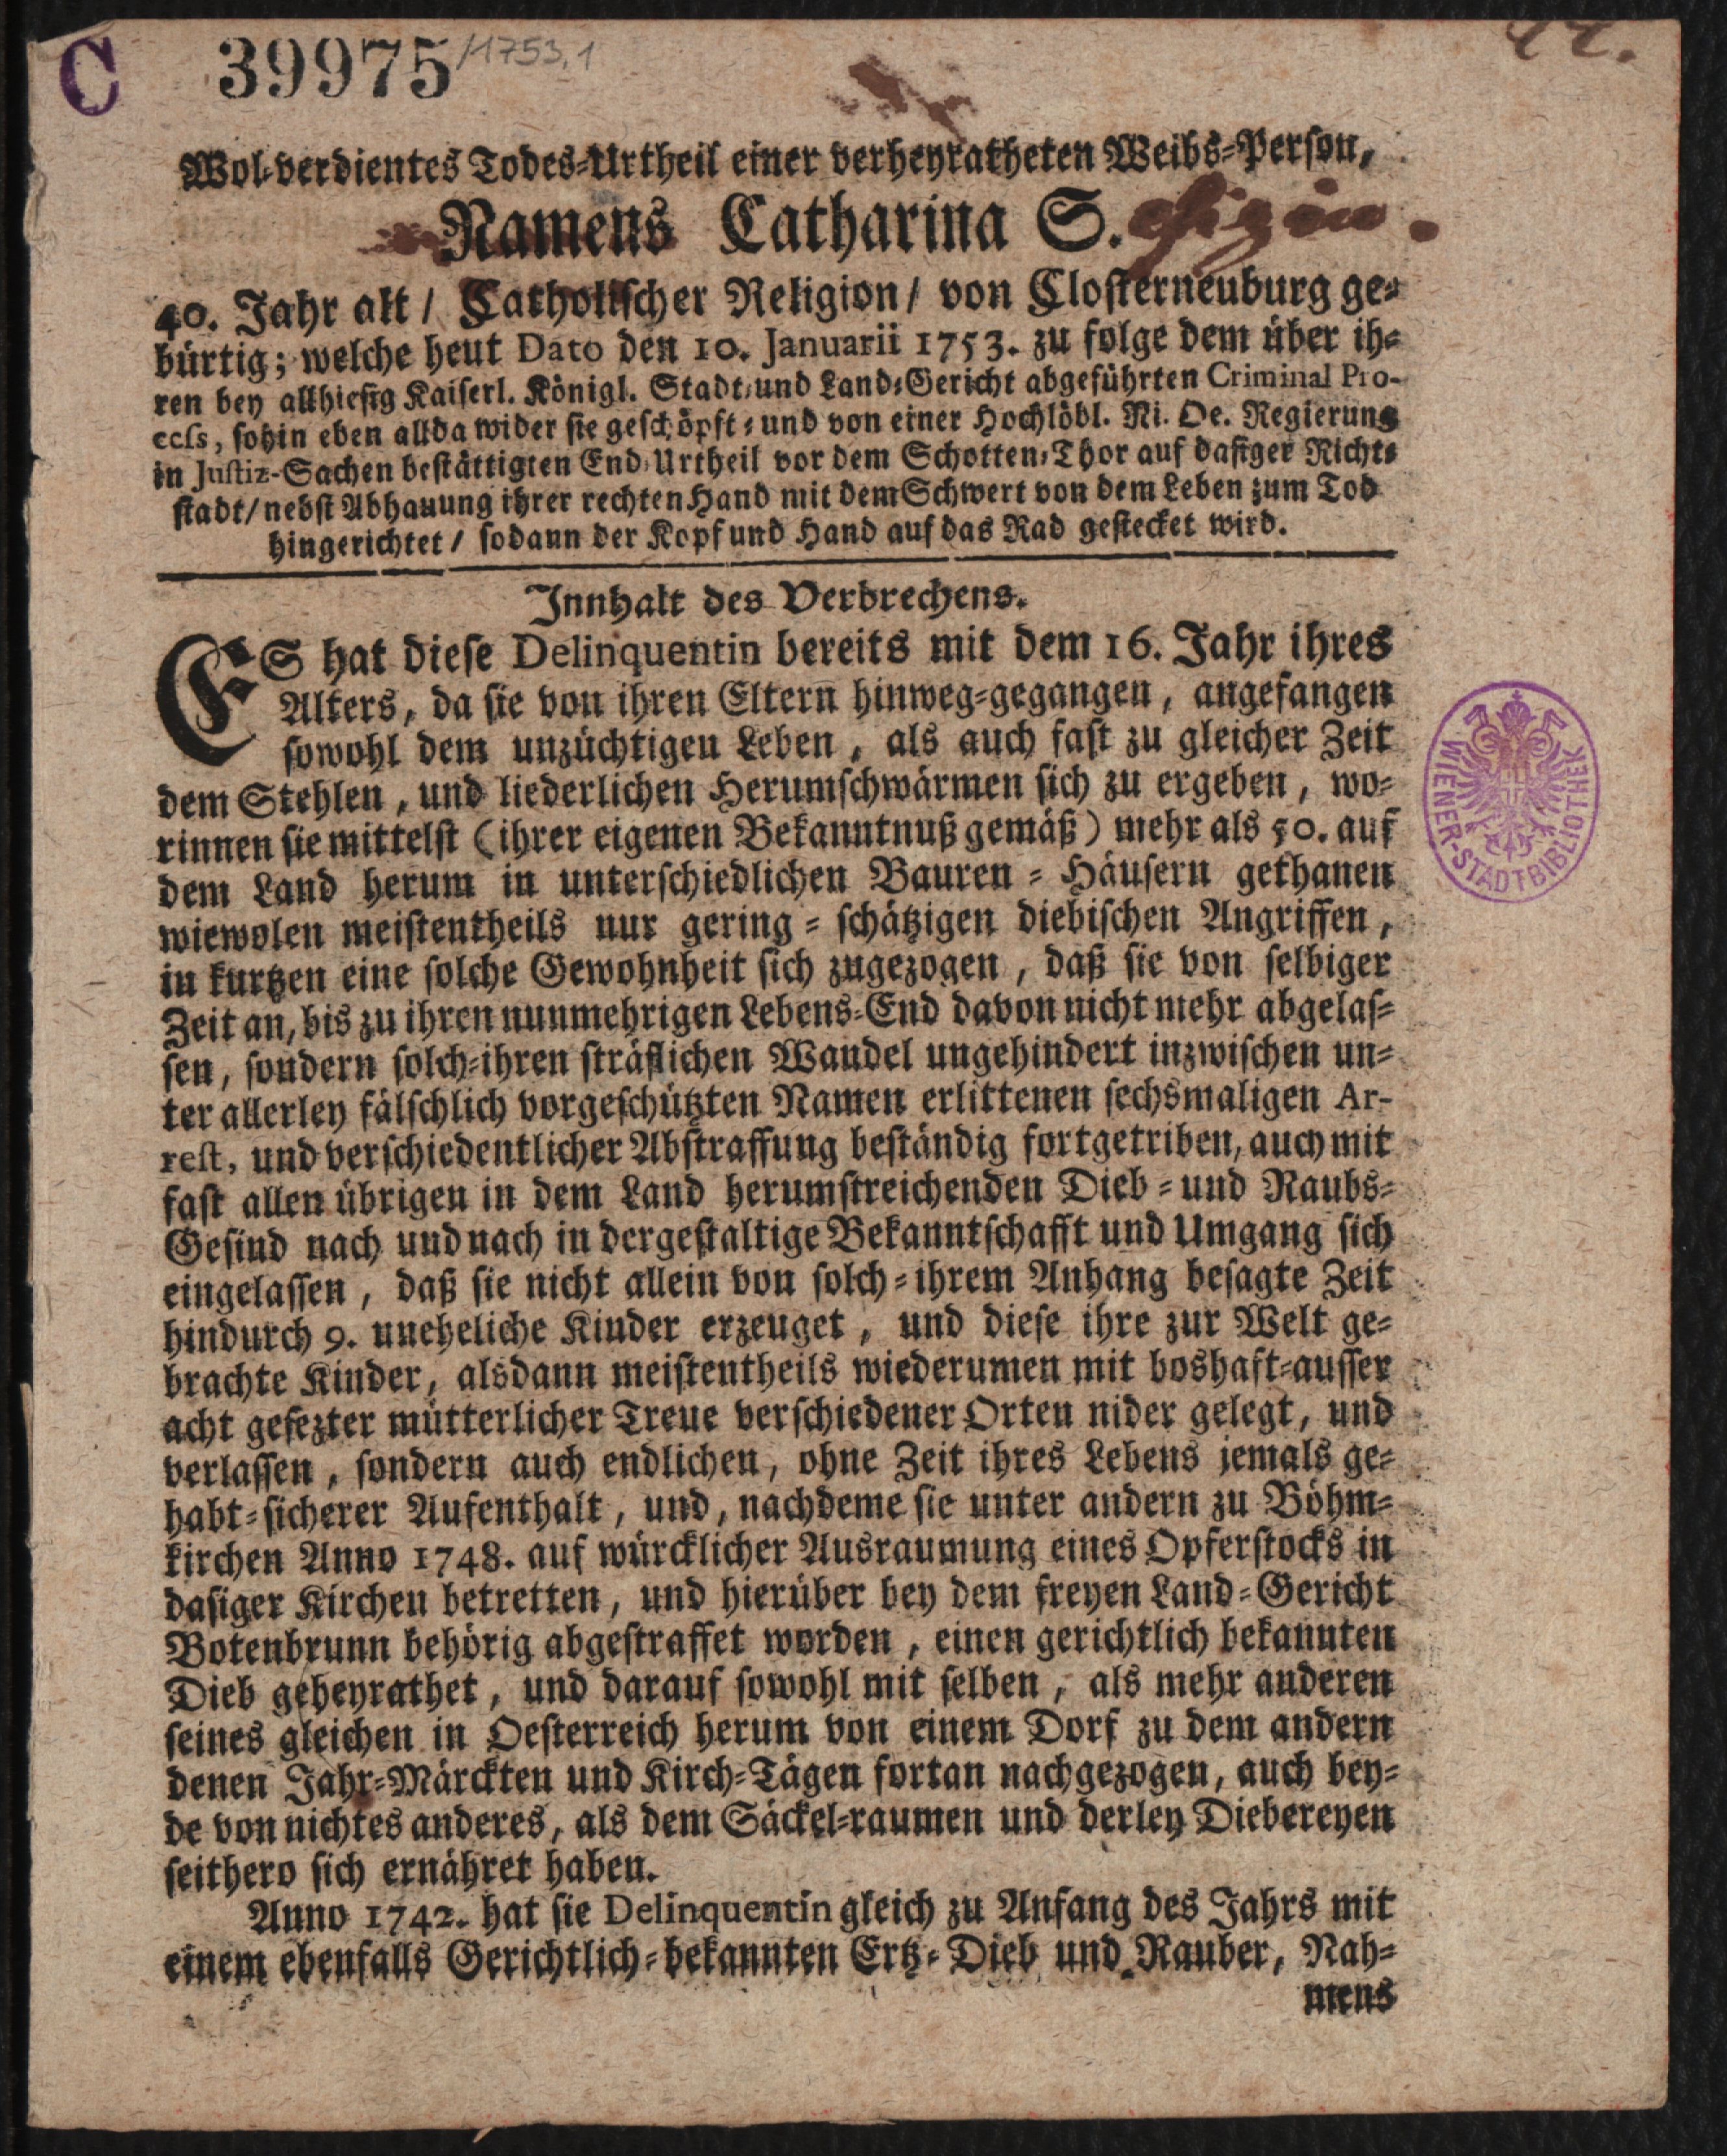 C 39975/1753,1
44.
Wol-verdientes Todes-Urtheil einer verheyratheten Weibs-Person,
Namens Catharina S.
40. Jahr alt / Catholischer Religion / von Closterneuburg ge-
bürtig; welche heut Dato den 10. Januarii 1753. zu folge dem über ih-
ren bey allhiesig Kaiserl. Königl. Stadt- und Land-Gericht abgeführten Criminal Pro-
cess, sohin eben allda wider sie geschöpft- und von einer Hochlöbl. Ni. Oe. Regierung
in Justiz-Sachen bestättigten End-Urtheil vor dem Schotten-Thor auf dasiger Richt-
stadt / nebst Abhauung ihrer rechten Hand mit dem Schwert von dem Leben zum Tod
hingerichtet / sodann der Kopf und Hand auf das Rad gestecket wird.
Innhalt des Verbrechens.
ES hat diese Delinquentin bereits mit dem 16. Jahr ihres
Alters, da sie von ihren Eltern hinweg-gegangen, angefangen
sowohl dem unzüchtigen Leben, als auch fast zu gleicher Zeit
dem Stehlen, und liederlichen Herumschwärmen sich zu ergeben, wo-
rinnen sie mittelst (ihrer eigenen Bekanntnuß gemäß) mehr als 50. auf
dem Land herum in unterschiedlichen Bauren-Häusern gethanen
wiewolen meistentheils nur gering-schätzigen diebischen Angriffen,
in kurtzen eine solche Gewohnheit sich zugezogen, daß sie von selbiger
Zeit an, bis zu ihren nunmehrigen Lebens-End davon nicht mehr abgelas-
sen, sondern solch-ihren sträflichen Wandel ungehindert inzwischen un-
ter allerley fälschlich vorgeschützten Namen erlittenen sechsmaligen Ar-
rest, und verschiedentlicher Abstraffung beständig fortgetriben, auch mit
fast allen übrigen in dem Land herumstreichenden Dieb- und Raubs-
Gesind nach und nach in dergestaltige Bekanntschafft und Umgang sich
eingelassen, daß sie nicht allein von solch-ihrem Anhang besagte Zeit
hindurch 9. uneheliche Kinder erzeuget, und diese ihre zur Welt ge-
brachte Kinder, alsdann meistentheils wiederumen mit boshaft-ausser
acht gesezter mütterlicher Treue verschiedener Orten nider gelegt, und
verlassen, sondern auch endlichen, ohne Zeit ihres Lebens jemals ge-
habt-sicherer Aufenthalt, und, nachdeme sie unter andern zu Böhm-
kirchen Anno 1748. auf würcklicher Ausraumung eines Opferstocks in
dasiger Kirchen betretten, und hierüber bey dem freyen Land-Gericht
Botenbrunn behörig abgestraffet worden, einen gerichtlich bekannten
Dieb geheyrathet, und darauf sowohl mit selben, als mehr anderen
seines gleichen in Oesterreich herum von einem Dorf zu dem andern
denen Jahr-Märckten und Kirch-Tägen fortan nachgezogen, auch bey-
de von nichtes anderes, als dem Säckel-raumen und derley Diebereyen
seithero sich ernähret haben.
Anno 1742. hat sie Delinquentin gleich zu Anfang des Jahrs mit
einem ebenfalls Gerichtlich-bekannten Ertz-Dieb und Rauber, Nah-
mens
WIENER-STADTBIBLIOTHEK